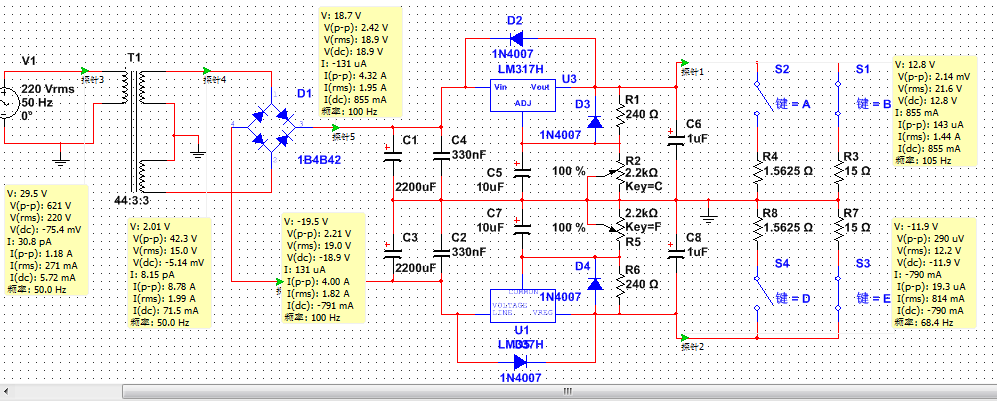 V: 18.7 V
V(p-p): 2.42 V
V(rms): 18.9 V
V(dc): 18.9 V
I: -131 uA
I(p-p): 4.32 A
I(rms): 1.95 A
I(dc): 855 mA
频率: 100 Hz
D2
1N4007
LM317H
U3
Vin
Vout
ADJ
V1
220 Vrms
50 Hz
0°
探针3
T1
44:3:3
探针4
D1
4
1
3
2
1B4B42
探针5
C1
2200uF
C4
330nF
C3
2200uF
C2
330nF
D3
1N4007
C5
10uF
C7
10uF
R1
240 Ω
100 %
R2
2.2kΩ
Key=C
100 %
2.2kΩ
Key=F
R5
D4
1N4007
R6
240 Ω
COMMON
VOLTAGE
LINE
VREG
U1
LM337H
D5
1N4007
C6
1uF
C8
1uF
探针1
探针2
S2
键 = A
S1
键 = B
R4
1.5625 Ω
R3
15 Ω
R8
1.5625 Ω
R7
15 Ω
S4
键 = D
S3
键 = E
V: 12.8 V
V(p-p): 2.14 mV
V(rms): 21.6 V
V(dc): 12.8 V
I: 855 mA
I(p-p): 143 uA
I(rms): 1.44 A
I(dc): 855 mA
频率: 105 Hz
V: 29.5 V
V(p-p): 621 V
V(rms): 220 V
V(dc): -75.4 mV
I: 30.8 pA
I(p-p): 1.18 A
I(rms): 271 mA
I(dc): 5.72 mA
频率: 50.0 Hz
V: 2.01 V
V(p-p): 42.3 V
V(rms): 15.0 V
V(dc): -5.14 mV
I: 8.15 pA
I(p-p): 8.78 A
I(rms): 1.99 A
I(dc): 71.5 mA
频率: 50.0 Hz
V: -19.5 V
V(p-p): 2.21 V
V(rms): 19.0 V
V(dc): -18.9 V
I: 131 uA
I(p-p): 4.00 A
I(rms): 1.82 A
I(dc): -791 mA
频率: 100 Hz
V: -11.9 V
V(p-p): 290 uV
V(rms): 12.2 V
V(dc): -11.9 V
I: -790 mA
I(p-p): 19.3 uA
I(rms): 814 mA
I(dc): -790 mA
频率: 68.4 Hz